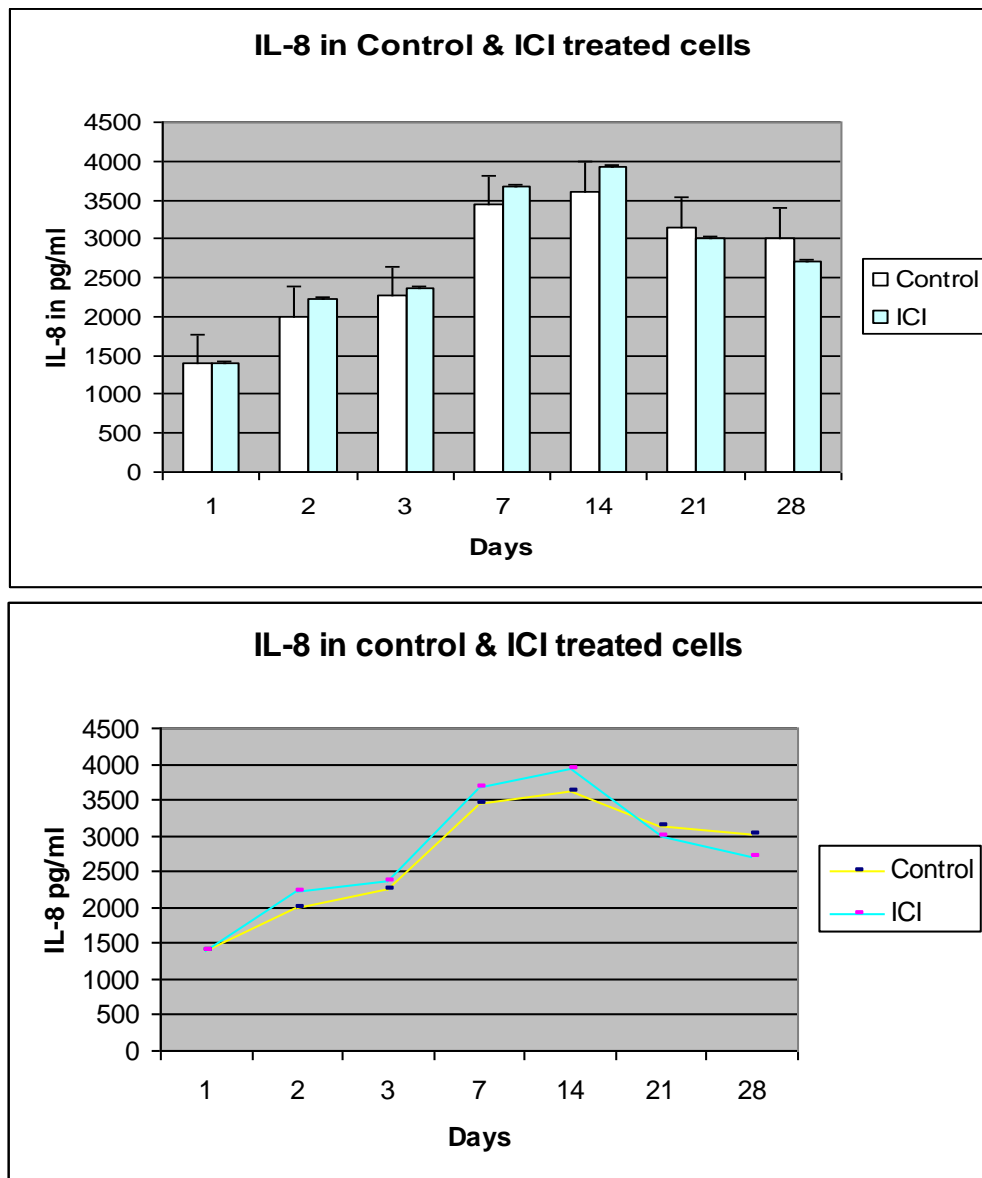 IL-8 in Control & ICI treated cells
4500
4000
3500
3000
2500
2000
1500
1000
500
0
IL-8 in pg/ml
1 2 3 7 14 21 28
Days
Control
ICI
IL-8 in control & ICI treated cells
4500
4000
3500
3000
2500
2000
1500
1000
500
0
IL-8 pg/ml
1 2 3 7 14 21 28
Days
Control
ICI